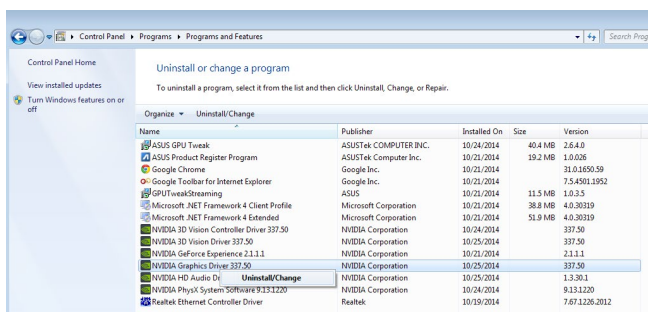 Control Panel ▸ Programs ▸ Programs and Features
Search Prog
Control Panel Home
View installed updates
Turn Windows features on or
off
Uninstall or change a program
To uninstall a program, select it from the list and then click Uninstall, Change, or Repair.
Organize Uninstall/Change
Name Publisher Installed On Size Version
ASUS GPU Tweak ASUSTek COMPUTER INC. 10/24/2014 40.4 MB 2.6.4.0
ASUS Product Register Program ASUSTek Computer Inc. 10/21/2014 19.2 MB 1.0.026
Google Chrome Google Inc. 10/21/2014 31.0.1650.59
Google Toolbar for Internet Explorer Google Inc. 10/21/2014 7.5.4501.1952
GPUTweakStreaming ASUS 10/21/2014 11.5 MB 1.0.3.5
Microsoft .NET Framework 4 Client Profile Microsoft Corporation 10/21/2014 38.8 MB 4.0.30319
Microsoft .NET Framework 4 Extended Microsoft Corporation 10/21/2014 51.9 MB 4.0.30319
NVIDIA 3D Vision Controller Driver 337.50 NVIDIA Corporation 10/24/2014 337.50
NVIDIA 3D Vision Driver 337.50 NVIDIA Corporation 10/25/2014 337.50
NVIDIA GeForce Experience 2.1.1.1 NVIDIA Corporation 10/21/2014 2.1.1.1
NVIDIA Graphics Driver 337.50 NVIDIA Corporation 10/25/2014 337.50
NVIDIA HD Audio Dr Uninstall/Change NVIDIA Corporation 10/25/2014 1.3.30.1
NVIDIA PhysX System Software 9.13.1220 NVIDIA Corporation 10/24/2014 9.13.1220
Realtek Ethernet Controller Driver Realtek 10/19/2014 7.67.1226.2012